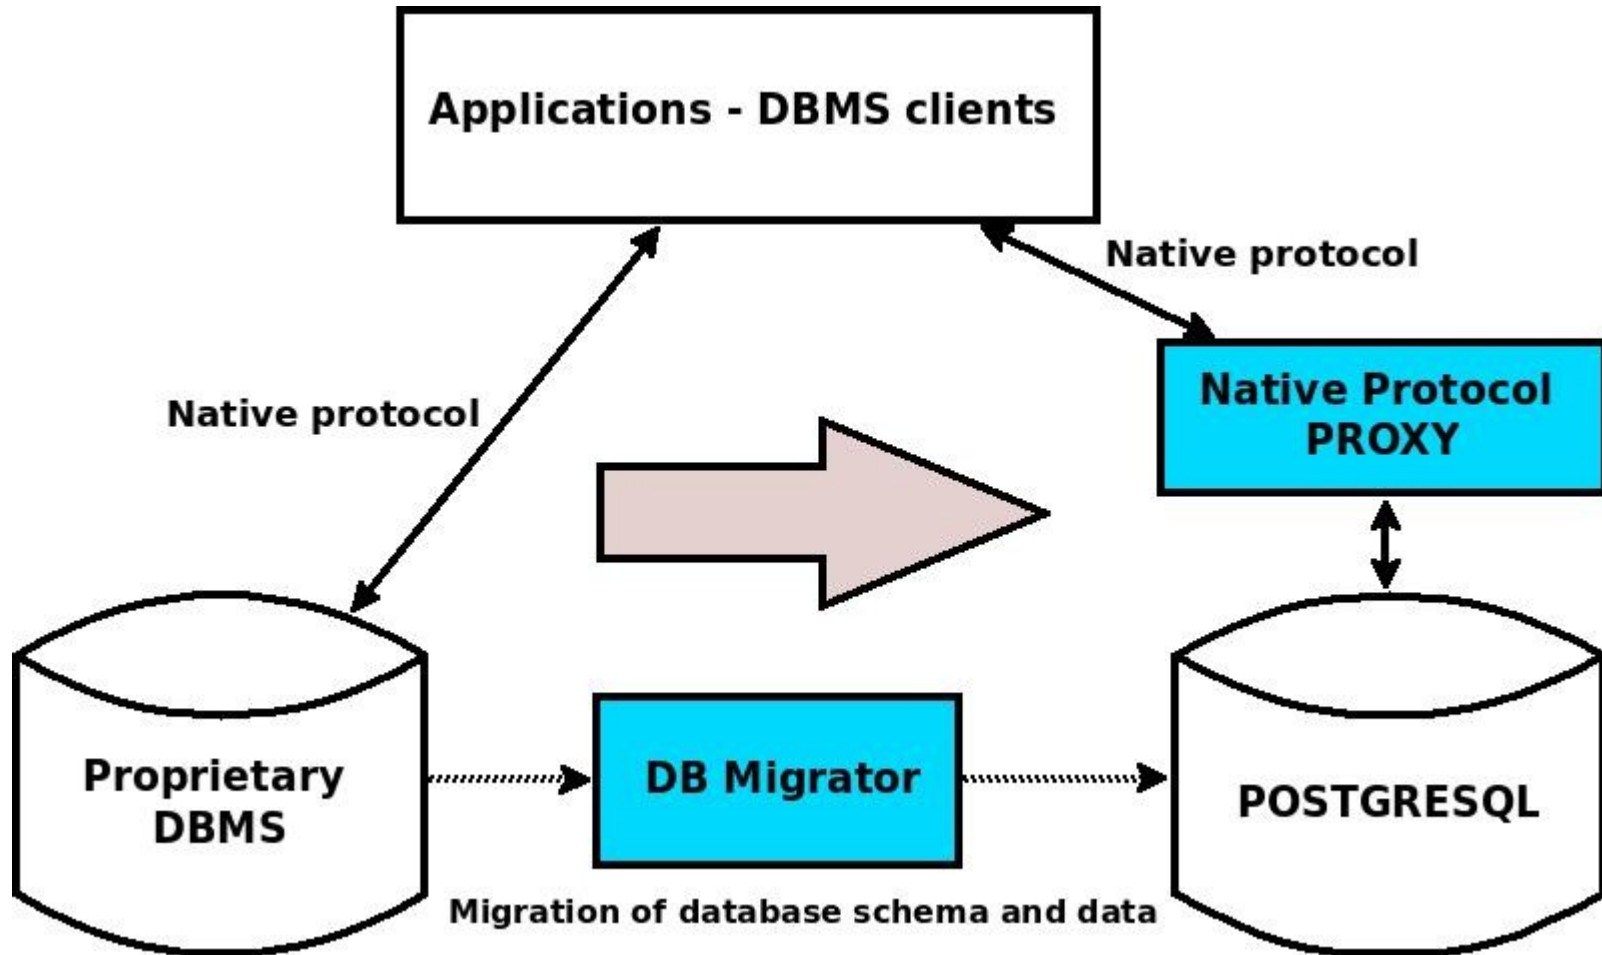 Applications - DBMS clients
Native protocol
Native protocol
Native Protocol
PROXY
Proprietary
DBMS
DB Migrator
POSTGRESQL
Migration of database schema and data